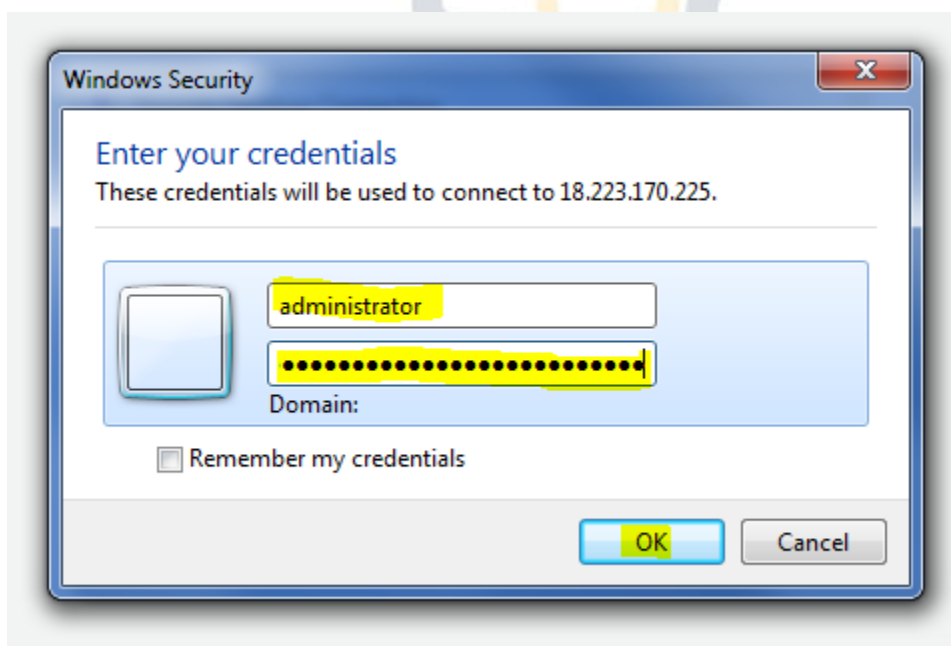 Windows Security
Enter your credentials
These credentials will be used to connect to 18.223.170.225.
administrator
●●●●●●●●●●●●●●●●●●●●●●●●●●
Domain:
Remember my credentials
OK Cancel